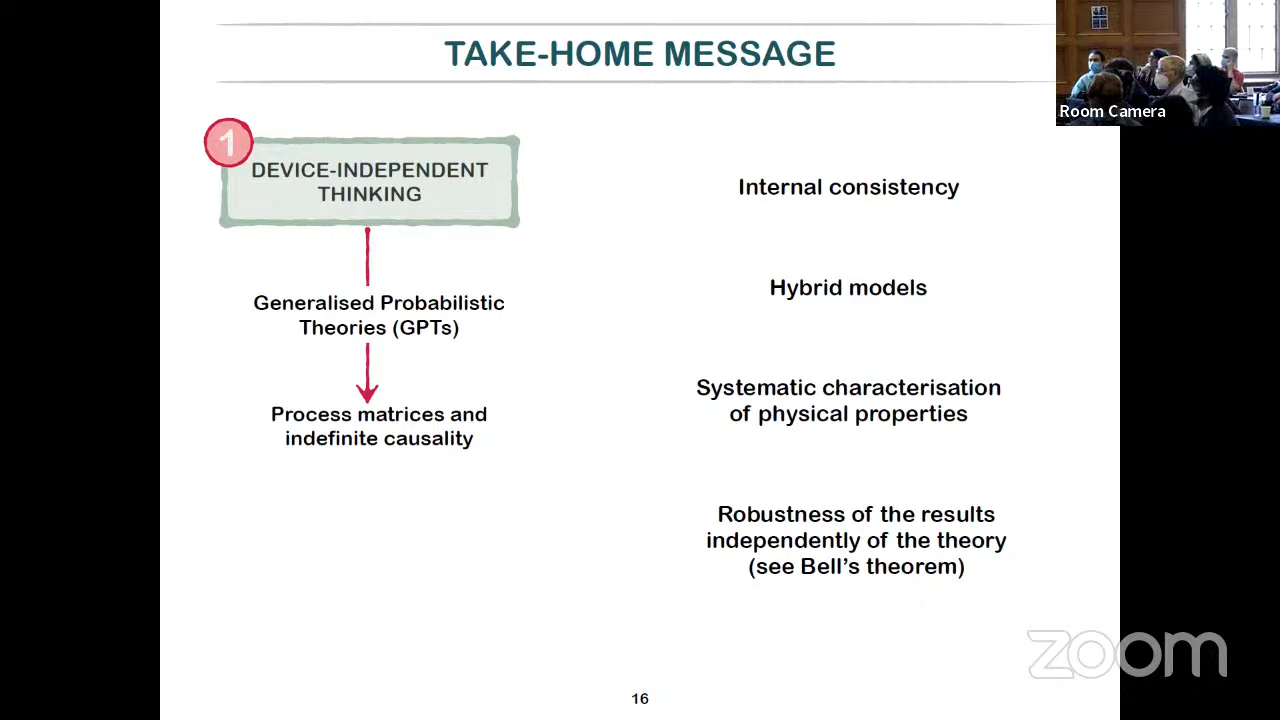 TAKE-HOME MESSAGE
Room Camera
1
DEVICE-INDEPENDENT
THINKING
Generalised Probabilistic
Theories (GPTs)
Process matrices and
indefinite causality
Internal consistency
Hybrid models
Systematic characterisation
of physical properties
Robustness of the results
independently of the theory
(see Bell's theorem)
zoom
16